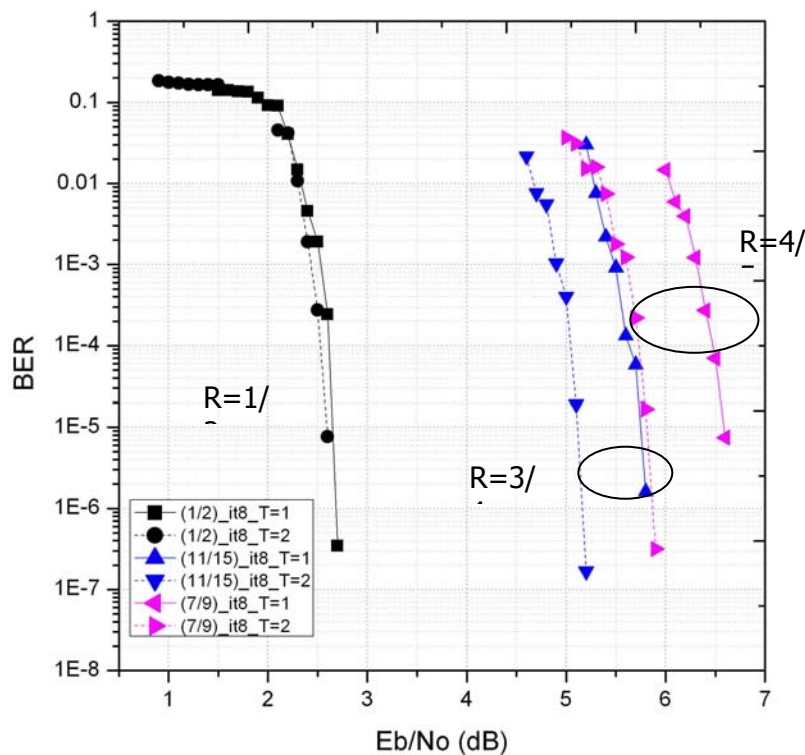 1
0.1
0.01
1E-3
1E-4
1E-5
1E-6
1E-7
1E-8
BER
R=4/
R=1/
R=3/
(1/2)_it8_T=1
(1/2)_it8_T=2
(11/15)_it8_T=1
(11/15)_it8_T=2
(7/9)_it8_T=1
(7/9)_it8_T=2
1 2 3 4 5 6 7
Eb/No (dB)